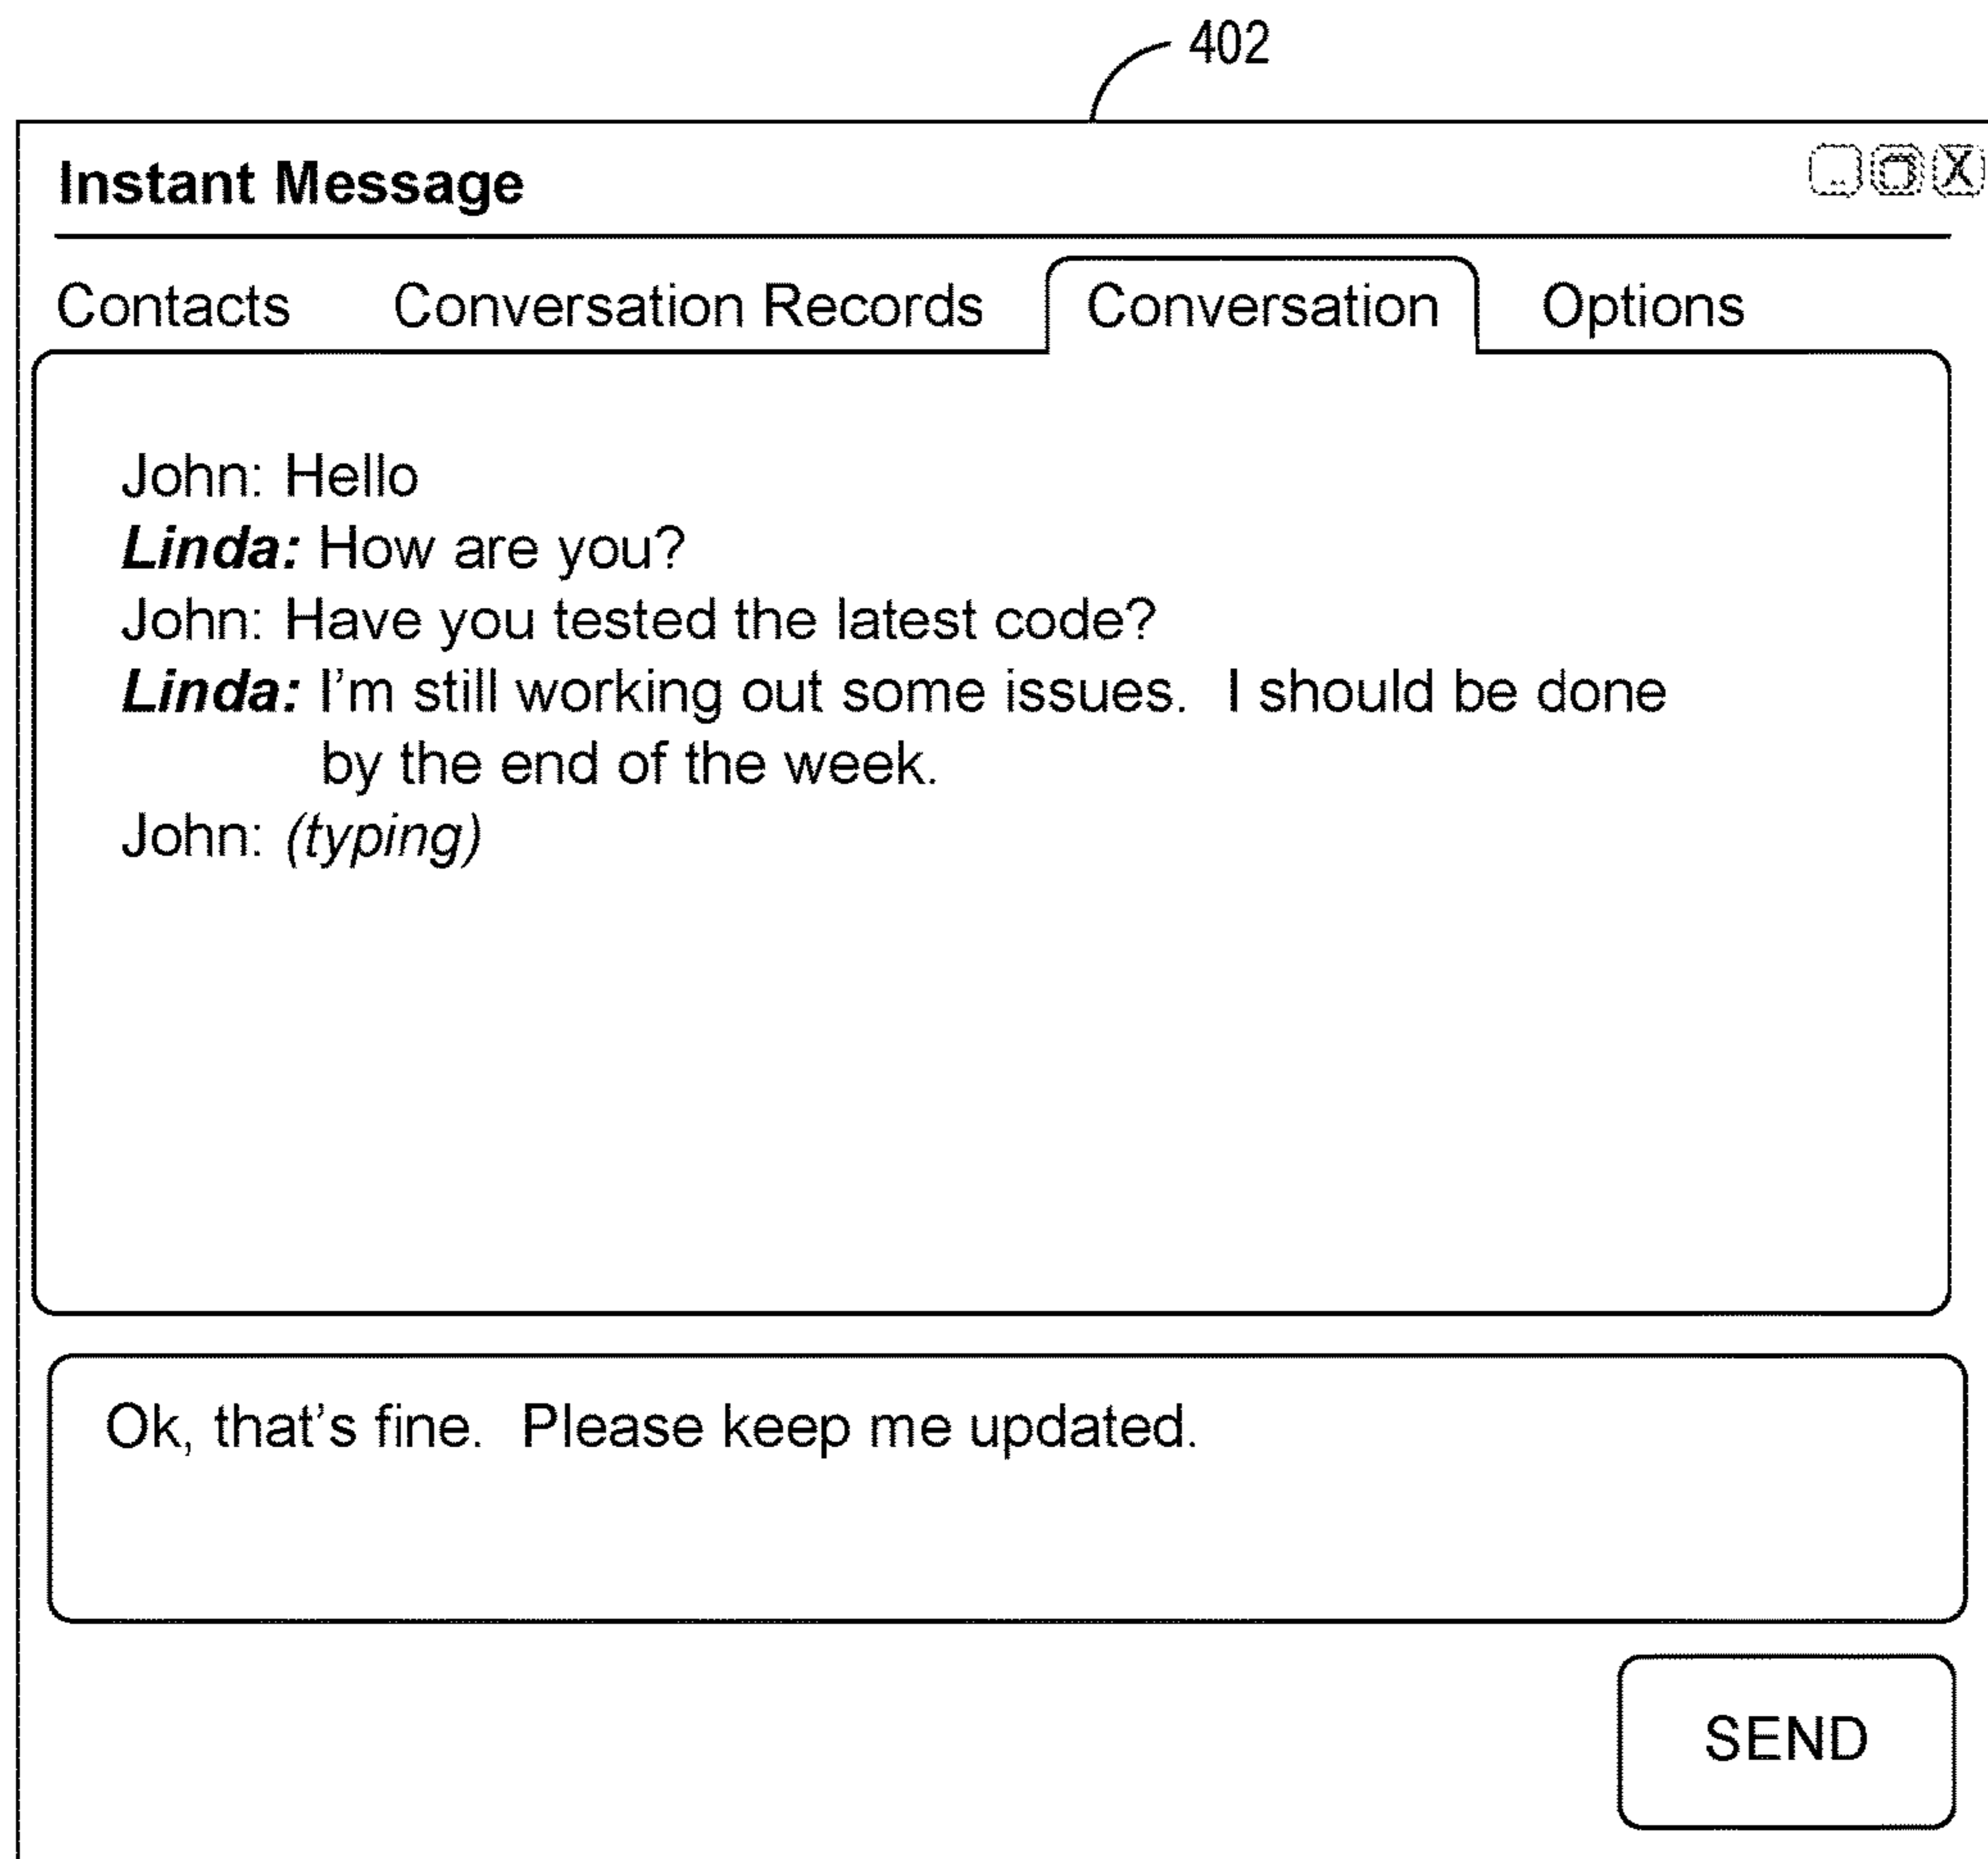 402
Instant Message
Contacts Conversation Records Conversation Options
John: Hello
Linda: How are you?
John: Have you tested the latest code?
Linda: I'm still working out some issues. I should be done
by the end of the week.
John: (typing)
Ok, that's fine. Please keep me updated.
SEND